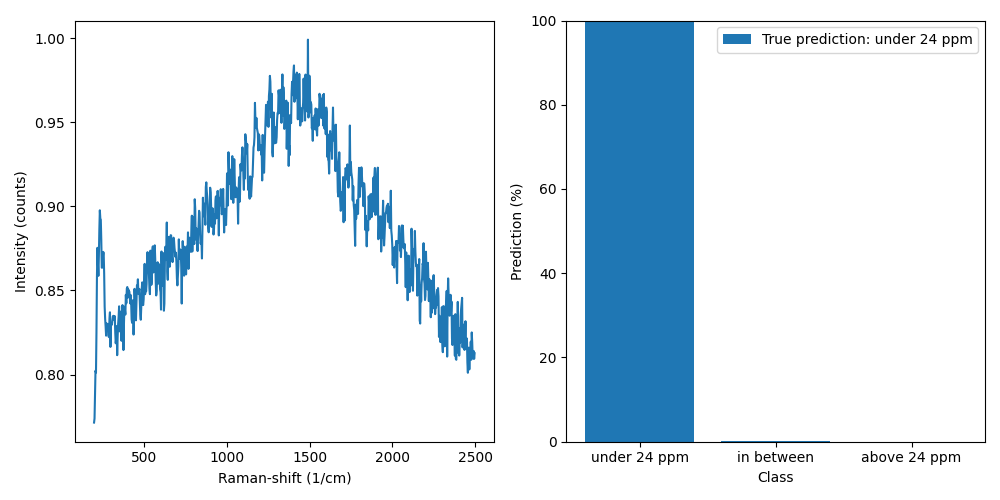 1.00
0.95
0.90
0.85
0.80
Intensity (counts)
500
1000
1500
2000
2500
Raman-shift (1/cm)
100
80
60
40
20
0
Prediction (%)
True prediction: under 24 ppm
under 24 ppm
in between
above 24 ppm
Class